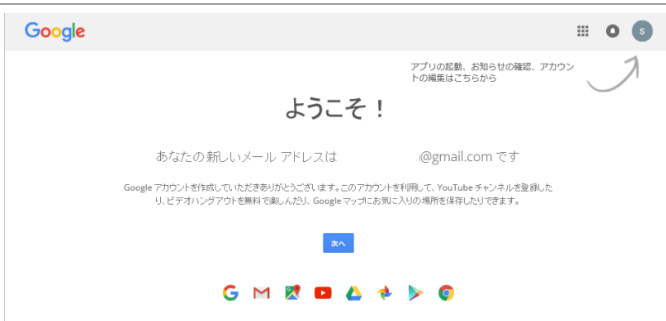 Google
S
アプリの起動、お知らせの確認、アカウン
トの編集はこちらから
ようこそ！
あなたの新しいメール アドレスは @gmail.com です
Google アカウントを作成していただきありがとうございます。このアカウントを利用して、YouTube チャンネルを登録した
り、ビデオハングアウトを無料で楽しんだり、Google マップにお気に入りの場所を保存したりできます。
次へ